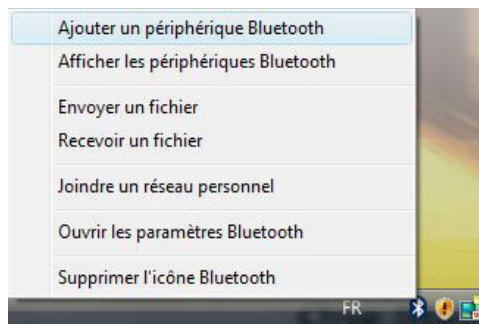 Ajouter un périphérique Bluetooth
Afficher les périphériques Bluetooth
Envoyer un fichier
Recevoir un fichier
Joindre un réseau personnel
Ouvrir les paramètres Bluetooth
Supprimer l'icône Bluetooth
FR